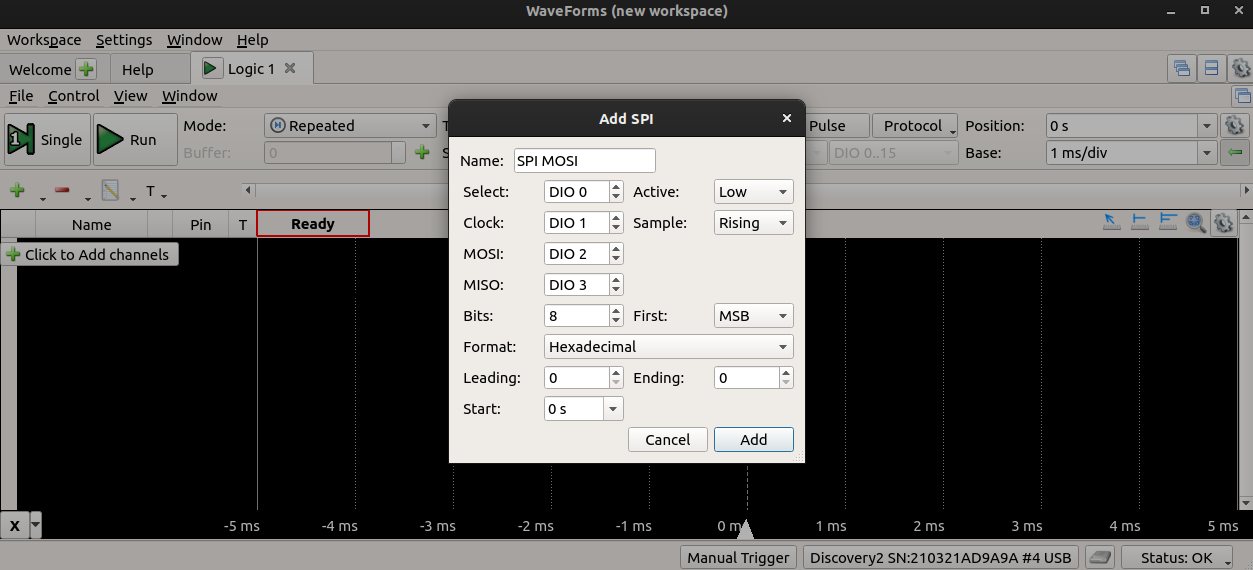 WaveForms (new workspace)
Workspace Settings Window Help
Welcome Help Logic 1
File Control View Window
Single Run Mode: Repeated Pulse Protocol Position: 0 s
Buffer: 0 DIO 0..15 Base: 1 ms/div
T
Name Pin T Ready
Click to Add channels
Add SPI
Name: SPI MOSI
Select: DIO 0 Active: Low
Clock: DIO 1 Sample: Rising
MOSI: DIO 2
MISO: DIO 3
Bits: 8 First: MSB
Format: Hexadecimal
Leading: 0 Ending: 0
Start: 0 s
Cancel Add
X -5 ms -4 ms -3 ms -2 ms -1 ms 0 m 1 ms 2 ms 3 ms 4 ms 5 ms
Manual Trigger Discovery2 SN:210321AD9A9A #4 USB Status: OK